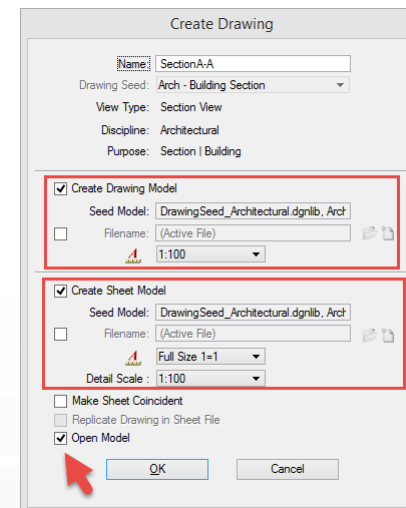 Create Drawing
Name: SectionA-A
Drawing Seed: Arch - Building Section
View Type: Section View
Discipline: Architectural
Purpose: Section | Building
Create Drawing Model
Seed Model: DrawingSeed_Architectural.dgnlib, Arch
Filename: (Active File)
A 1:100
Create Sheet Model
Seed Model: DrawingSeed_Architectural.dgnlib, Arch
Filename: (Active File)
A Full Size 1=1
Detail Scale : 1:100
Make Sheet Coincident
Replicate Drawing in Sheet File
Open Model
OK Cancel